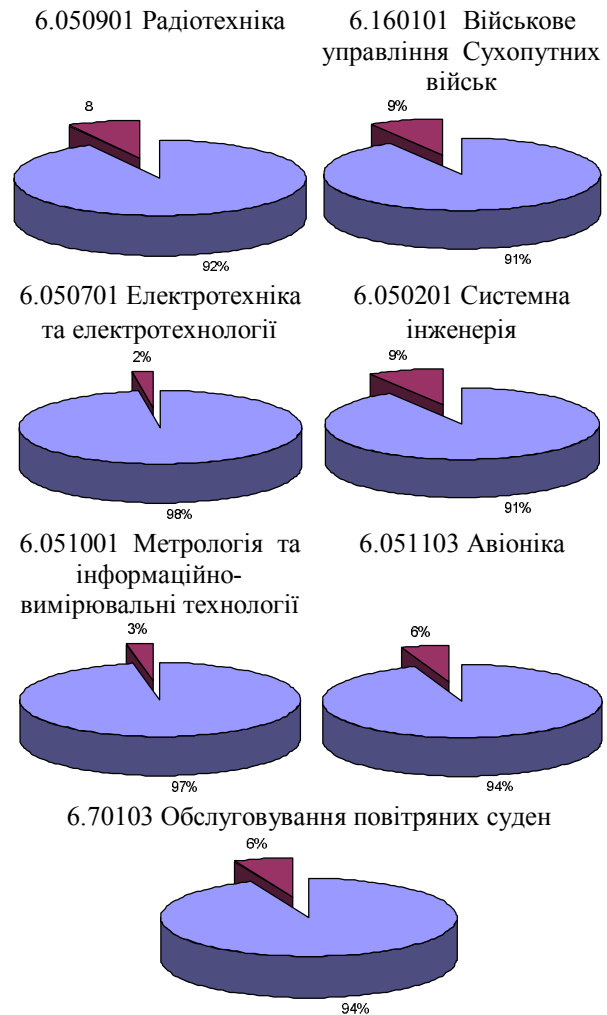 6.050901 Радіотехніка
8
92%
6.160101 Військове
управління Сухопутних
військ
9%
91%
6.050701 Електротехніка
та електротехнології
2%
98%
6.050201 Системна
інженерія
9%
91%
6.051001 Метрологія та
інформаційно-
вимірювальні технології
3%
97%
6.051103 Авіоніка
6%
94%
6.70103 Обслуговування повітряних суден
6%
94%